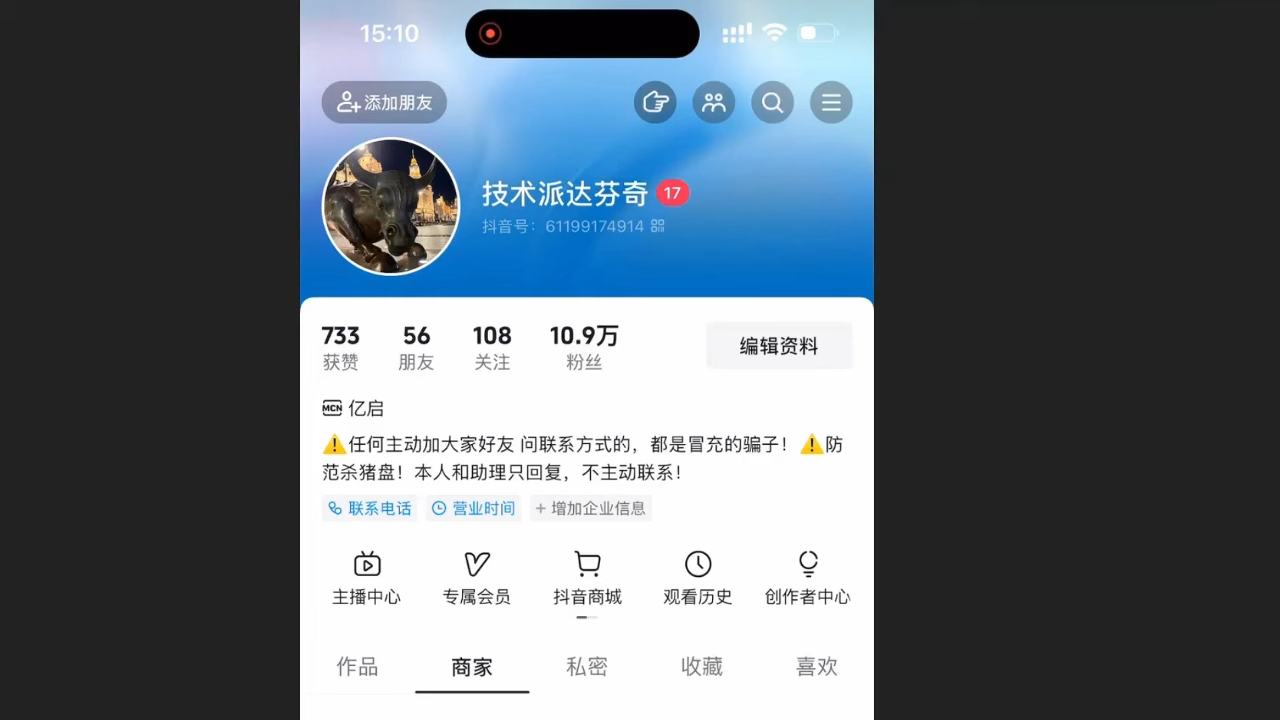 15:10
添加朋友
技术派达芬奇 17
抖音号：61199174914
733 56 108 10.9万
获赞 朋友 关注 粉丝
编辑资料
MCN 亿启
⚠️任何主动加大家好友 问联系方式的，都是冒充的骗子！⚠️防
范杀猪盘！本人和助理只回复，不主动联系！
联系电话 营业时间 + 增加企业信息
主播中心 专属会员 抖音商城 观看历史 创作者中心
作品 商家 私密 收藏 喜欢